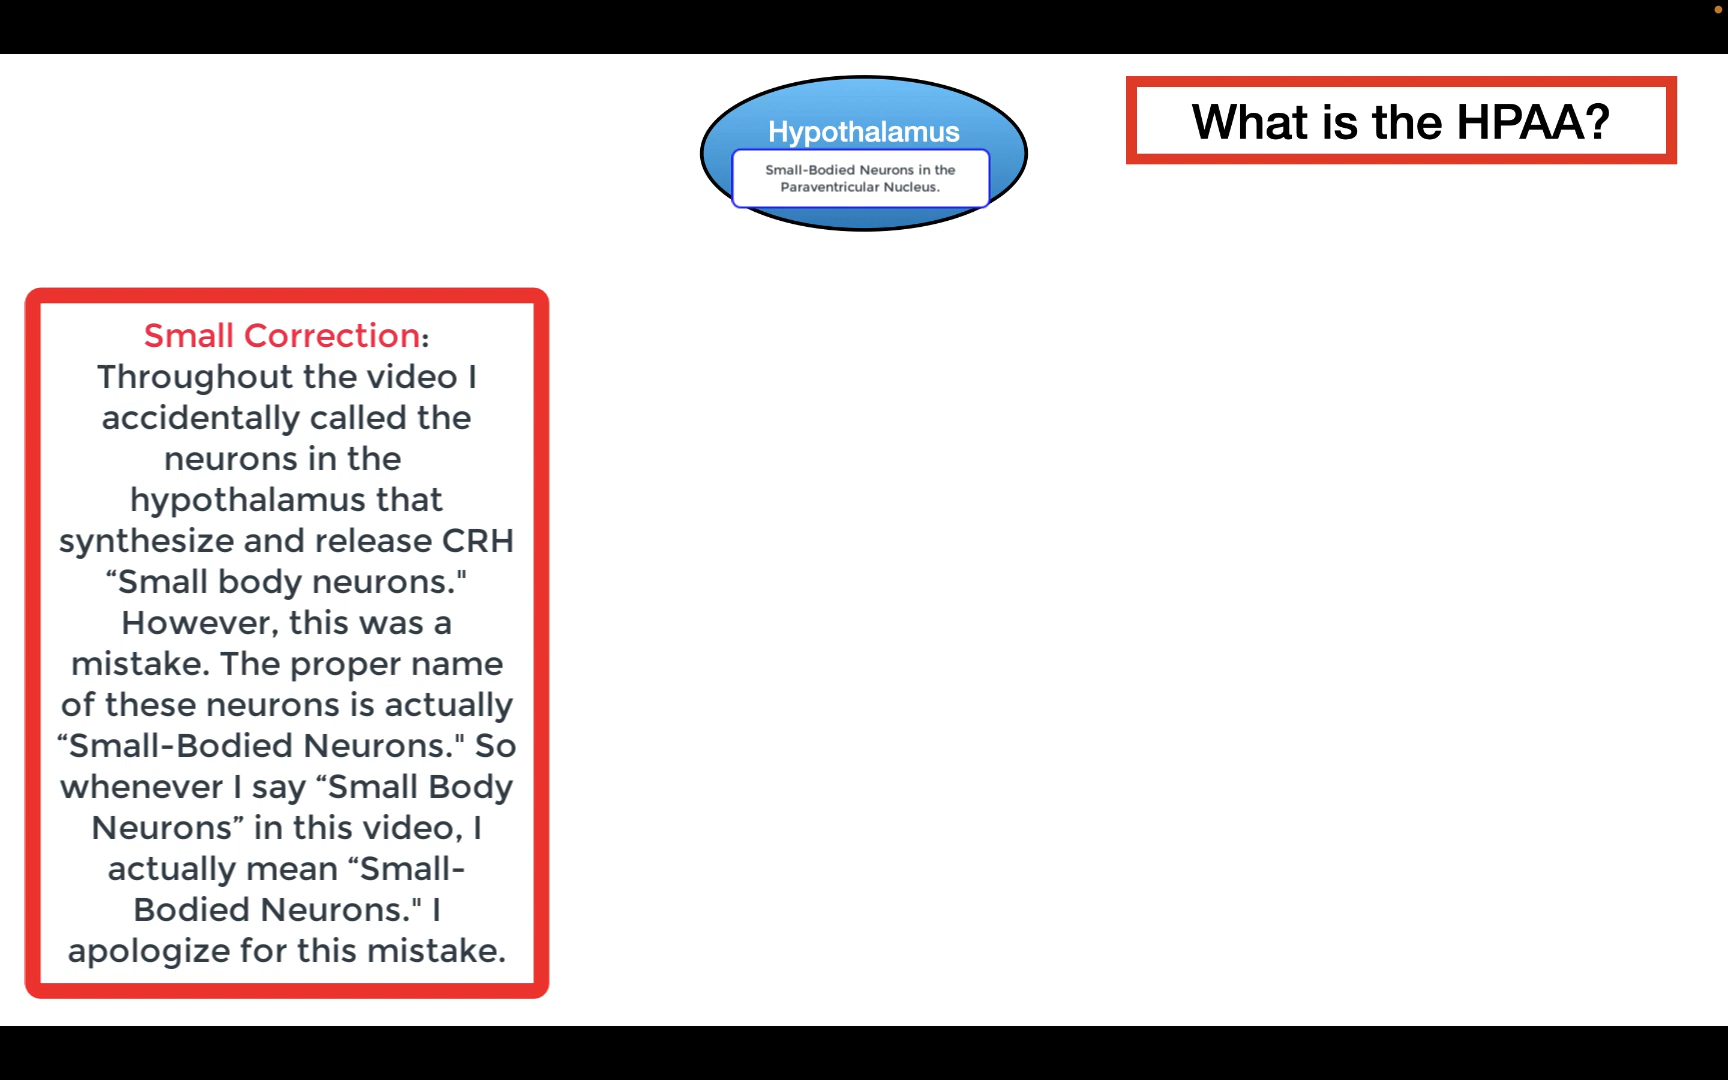 Hypothalamus
Small-Bodied Neurons in the
Paraventricular Nucleus.
What is the HPAA?
Small Correction:
Throughout the video I
accidentally called the
neurons in the
hypothalamus that
synthesize and release CRH
“Small body neurons."
However, this was a
mistake. The proper name
of these neurons is actually
“Small-Bodied Neurons." So
whenever I say “Small Body
Neurons” in this video, I
actually mean “Small-
Bodied Neurons." I
apologize for this mistake.